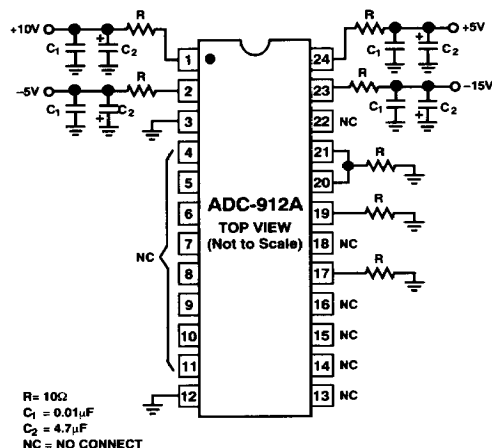 +10V
R
C1
C2
1
-5V
R
C1
C2
2
3
4
5
6
NC
7
8
9
10
11
12
ADC-912A
TOP VIEW
(Not to Scale)
R
+5V
C1
C2
24
R
-15V
C1
C2
23
22 NC
21
R
20
19
R
18 NC
R
17
16 NC
15 NC
14 NC
13 NC
R= 10Ω
C1 = 0.01μF
C2 = 4.7μF
NC = NO CONNECT